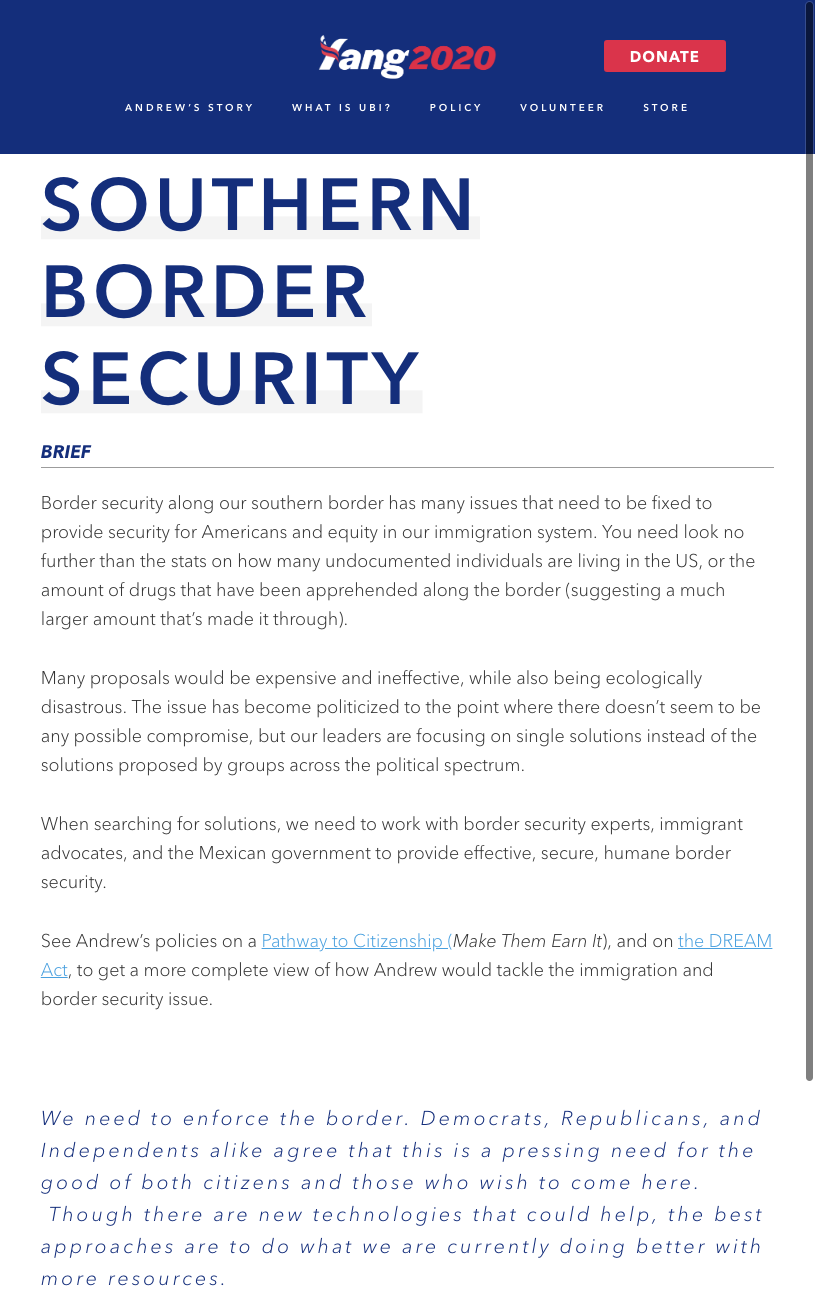 Yang2020
DONATE
ANDREW’S STORY WHAT IS UBI? POLICY VOLUNTEER STORE
SOUTHERN
BORDER
SECURITY
BRIEF
Border security along our southern border has many issues that need to be fixed to
provide security for Americans and equity in our immigration system. You need look no
further than the stats on how many undocumented individuals are living in the US, or the
amount of drugs that have been apprehended along the border (suggesting a much
larger amount that’s made it through).
Many proposals would be expensive and ineffective, while also being ecologically
disastrous. The issue has become politicized to the point where there doesn’t seem to be
any possible compromise, but our leaders are focusing on single solutions instead of the
solutions proposed by groups across the political spectrum.
When searching for solutions, we need to work with border security experts, immigrant
advocates, and the Mexican government to provide effective, secure, humane border
security.
See Andrew’s policies on a Pathway to Citizenship (Make Them Earn It), and on the DREAM
Act, to get a more complete view of how Andrew would tackle the immigration and
border security issue.
We need to enforce the border. Democrats, Republicans, and
Independents alike agree that this is a pressing need for the
good of both citizens and those who wish to come here.
Though there are new technologies that could help, the best
approaches are to do what we are currently doing better with
more resources.